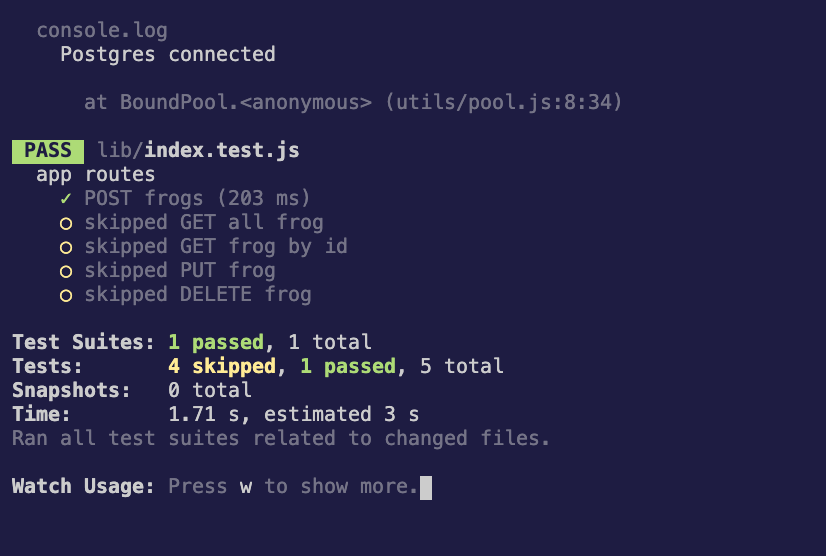 console.log
Postgres connected
at BoundPool.<anonymous> (utils/pool.js:8:34)
PASS lib/index.test.js
app routes
✓ POST frogs (203 ms)
○ skipped GET all frog
○ skipped GET frog by id
○ skipped PUT frog
○ skipped DELETE frog
Test Suites: 1 passed, 1 total
Tests: 4 skipped, 1 passed, 5 total
Snapshots: 0 total
Time: 1.71 s, estimated 3 s
Ran all test suites related to changed files.
Watch Usage: Press w to show more.